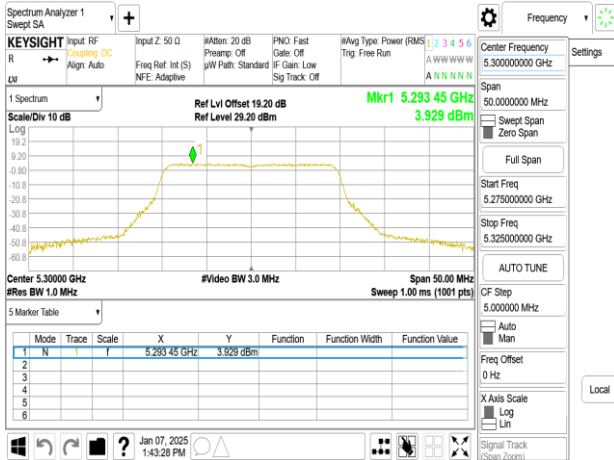 Spectrum Analyzer 1
Swept SA
KEYSIGHT
R
Input: RF
Coupling: DC
Align: Auto
Input Z: 50 Ω
Freq Ref: Int (S)
NFE: Adaptive
#Atten: 20 dB
Preamp: Off
µW Path: Standard
PNO: Fast
Gate: Off
IF Gain: Low
Sig Track: Off
#Avg Type: Power (RMS
Trig: Free Run
1 2 3 4 5 6
A W W W W W
A N N N N N
1 Spectrum
Scale/Div 10 dB
Ref Lvl Offset 19.20 dB
Ref Level 29.20 dBm
Mkr1 5.293 45 GHz
3.929 dBm
Log
19.2
9.20
-0.80
-10.8
-20.8
-30.8
-40.8
-50.8
-60.8
1
Center 5.30000 GHz
#Res BW 1.0 MHz
#Video BW 3.0 MHz
Span 50.00 MHz
Sweep 1.00 ms (1001 pts)
5 Marker Table
Mode Trace Scale X Y Function Function Width Function Value
1 N 1 f 5.293 45 GHz 3.929 dBm
2
3
4
5
6
?
Jan 07, 2025
1:43:28 PM
Frequency
Settings
Center Frequency
5.300000000 GHz
Span
50.0000000 MHz
Swept Span
Zero Span
Full Span
Start Freq
5.275000000 GHz
Stop Freq
5.325000000 GHz
AUTO TUNE
CF Step
5.000000 MHz
Auto
Man
Freq Offset
0 Hz
X Axis Scale
Log
Lin
Signal Track
(Span Zoom)
Local